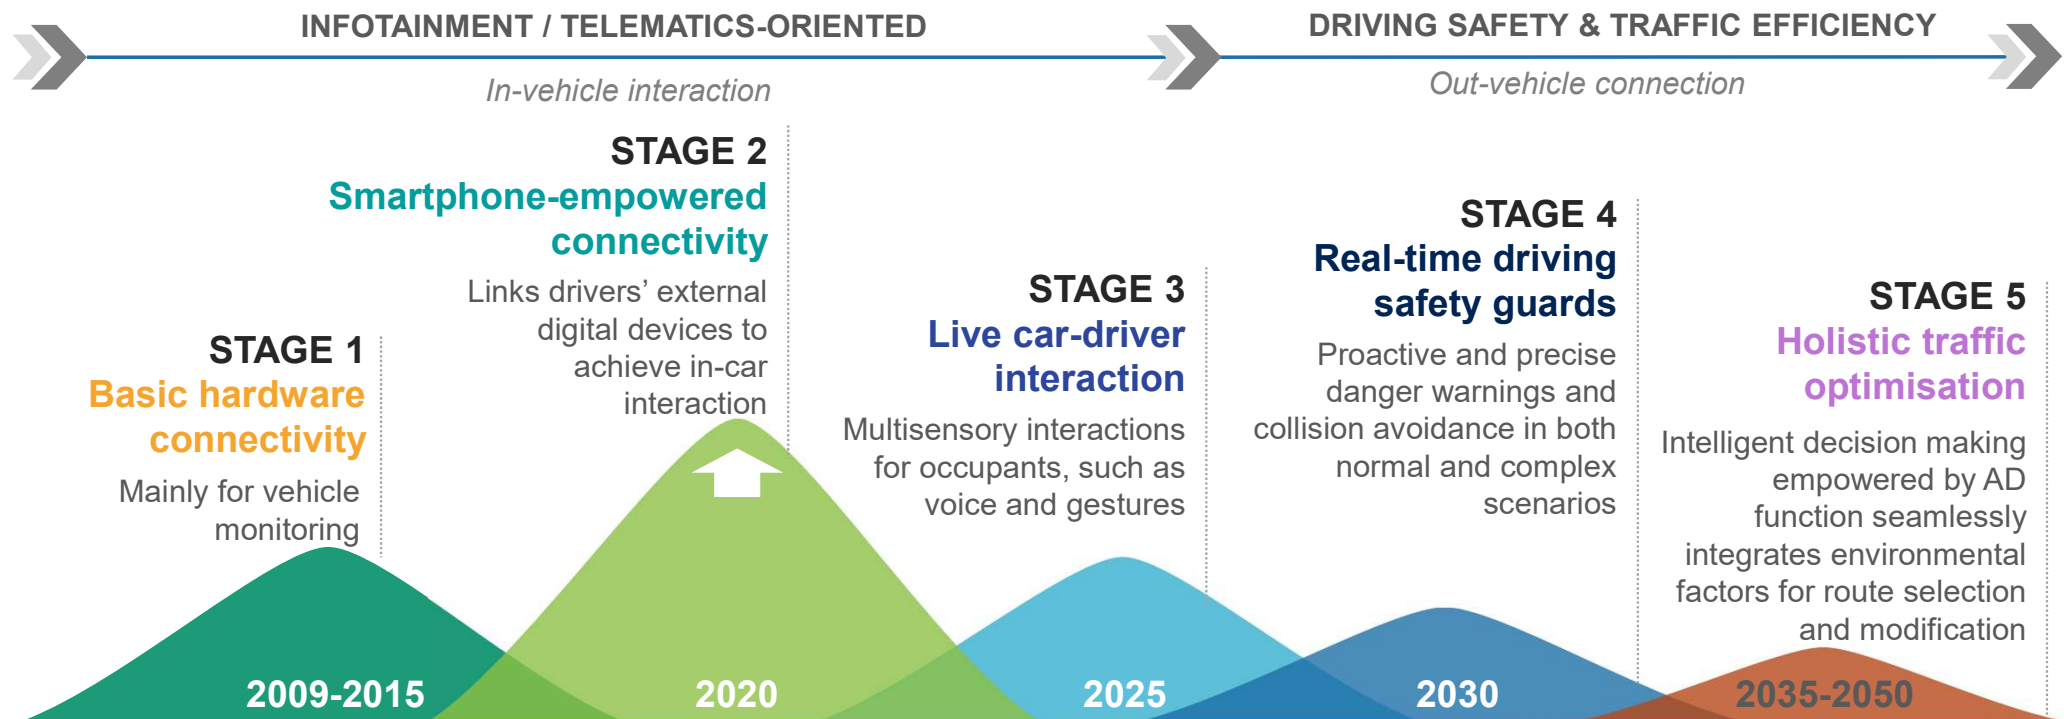 INFOTAINMENT / TELEMATICS-ORIENTED
DRIVING SAFETY & TRAFFIC EFFICIENCY
In-vehicle interaction
Out-vehicle connection
STAGE 1
Basic hardware
connectivity
Mainly for vehicle
monitoring
2009-2015
STAGE 2
Smartphone-empowered
connectivity
Links drivers’ external
digital devices to
achieve in-car
interaction
2020
STAGE 3
Live car-driver
interaction
Multisensory interactions
for occupants, such as
voice and gestures
2025
STAGE 4
Real-time driving
safety guards
Proactive and precise
danger warnings and
collision avoidance in both
normal and complex
scenarios
2030
STAGE 5
Holistic traffic
optimisation
Intelligent decision making
empowered by AD
function seamlessly
integrates environmental
factors for route selection
and modification
2035-2050